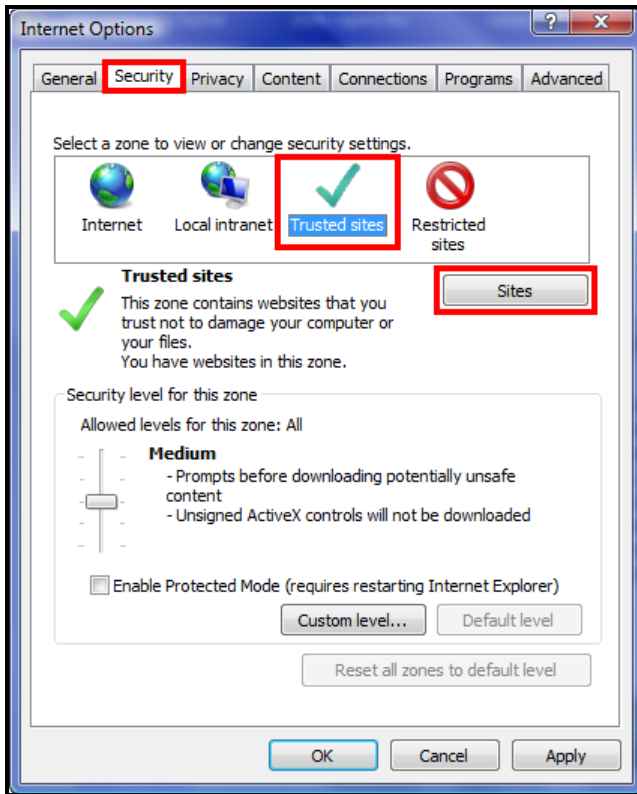 Internet Options
?
X
General Security Privacy Content Connections Programs Advanced
Select a zone to view or change security settings.
Internet Local intranet Trusted sites Restricted
sites
Trusted sites
Sites
This zone contains websites that you
trust not to damage your computer or
your files.
You have websites in this zone.
Security level for this zone
Allowed levels for this zone: All
Medium
- Prompts before downloading potentially unsafe
content
- Unsigned ActiveX controls will not be downloaded
Enable Protected Mode (requires restarting Internet Explorer)
Custom level... Default level
Reset all zones to default level
OK Cancel Apply